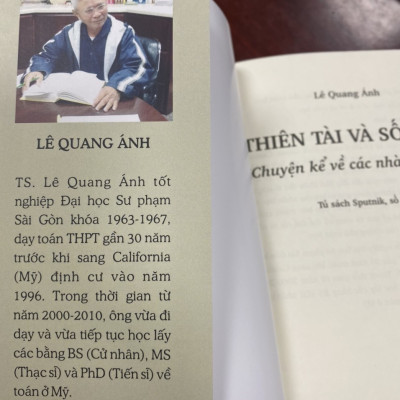 LÊ QUANG ÁNH
TS. Lê Quang Ánh tốt
nghiệp Đại học Sư phạm
Sài Gòn khóa 1963-1967,
dạy toán THPT gần 30 năm
trước khi sang California
(Mỹ) định cư vào năm
1996. Trong thời gian từ
năm 2000-2010, ông vừa đi
dạy và vừa tiếp tục học lấy
các bằng BS (Cử nhân), MS
(Thạc sĩ) và PhD (Tiến sĩ) về
toán ở Mỹ.
Lê Quang Ánh
THIÊN TÀI VÀ SỐ
Chuyện kể về các nhà
Tủ sách Sputnik, số